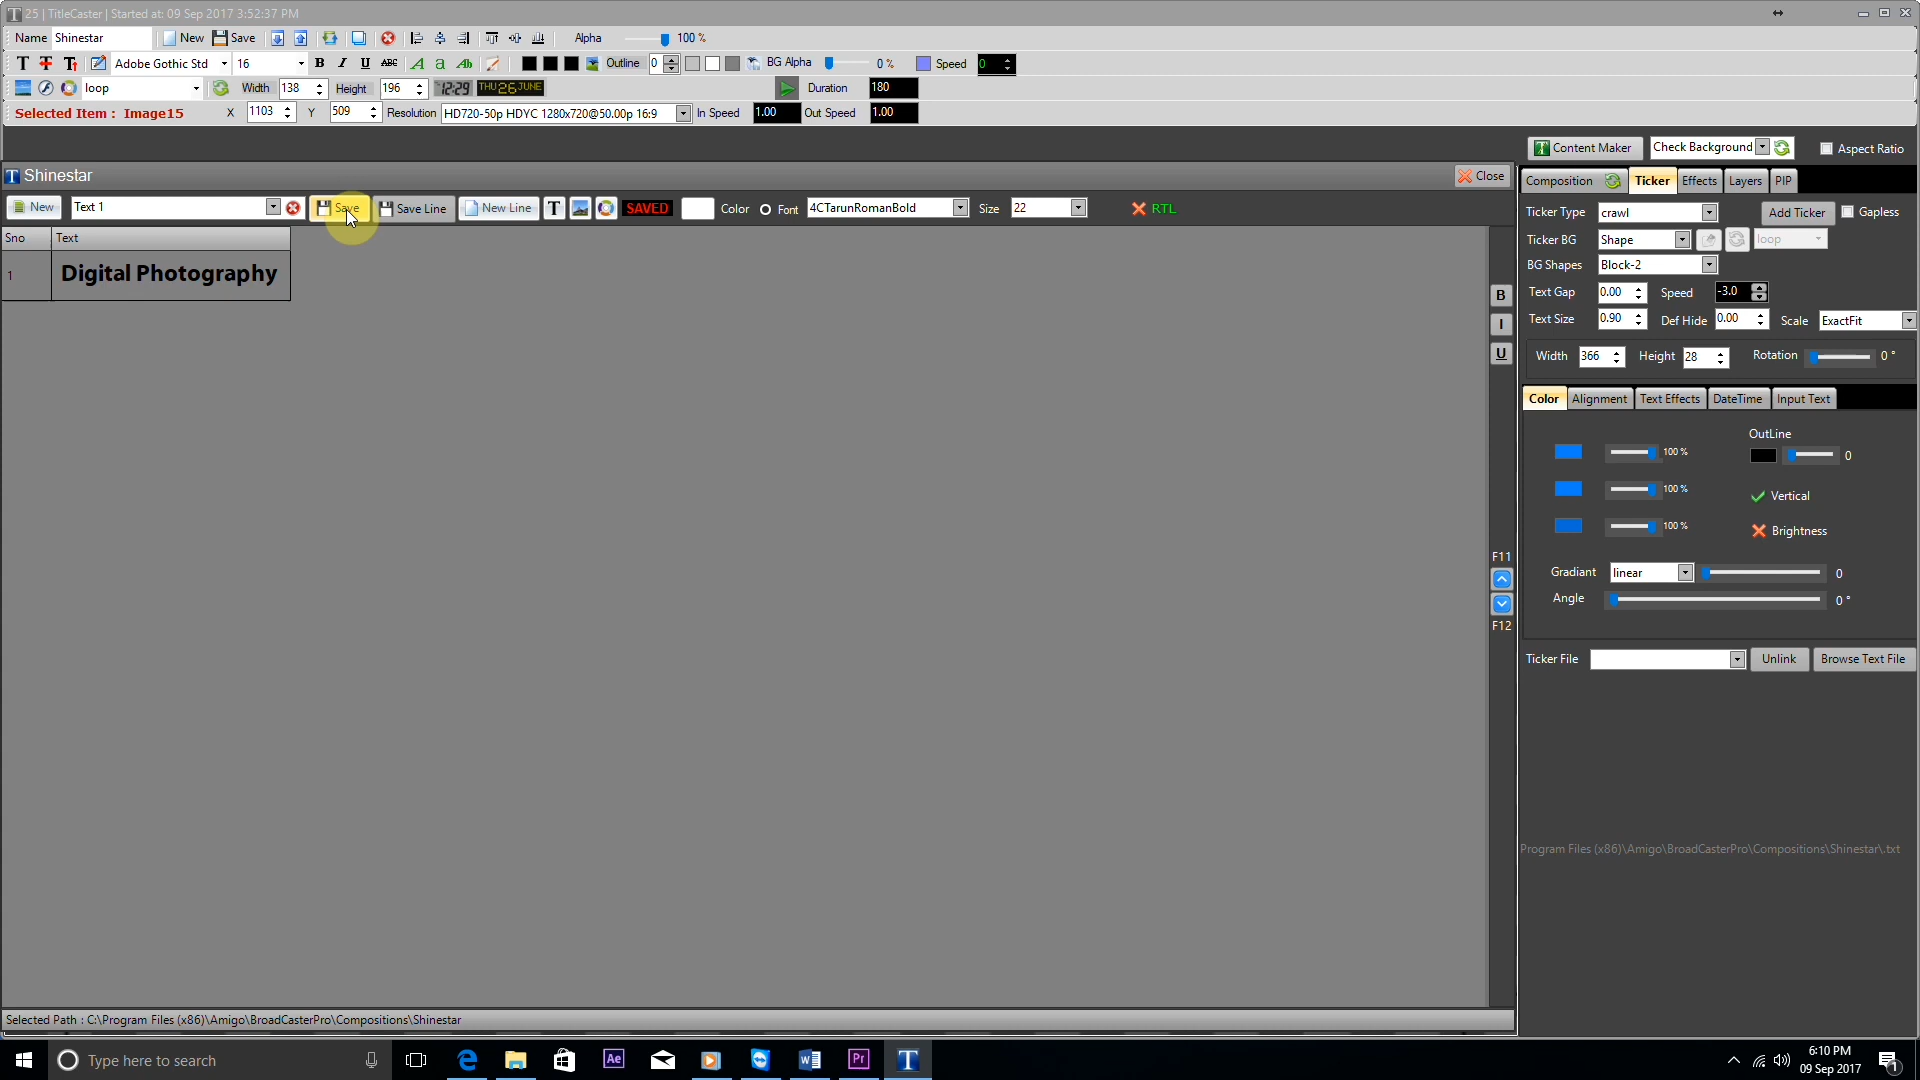 25 | TitleCaster | Started at: 09 Sep 2017 3:52:37 PM
Name Shinestar New Save Alpha 100 %
Adobe Gothic Std 16 B I U ABC A a Ab Outline 0 BG Alpha 0 % Speed 0
loop Width 138 Height 196 12:29 THU 26 JUNE Duration 180
Selected Item : Image15 X 1103 Y 509 Resolution HD720-50p HDYC 1280x720@50.00p 16:9 In Speed 1.00 Out Speed 1.00
Content Maker Check Background Aspect Ratio
Shinestar Close
Composition Ticker Effects Layers PIP
New Text 1 Save Save Line New Line T SAVED Color Font 4CTarunRomanBold Size 22 RTL
Ticker Type crawl Add Ticker Gapless
Sno Text
Ticker BG Shape loop
1 Digital Photography
BG Shapes Block-2
Text Gap 0.00 Speed -3.0
B
Text Size 0.90 Def Hide 0.00 Scale ExactFit
I
U
Width 366 Height 28 Rotation 0 °
Color Alignment Text Effects DateTime Input Text
OutLine
100 % 0
100 % Vertical
100 % Brightness
F11
Gradiant linear 0
Angle 0 °
F12
Ticker File Unlink Browse Text File
Program Files (x86)\Amigo\BroadCasterPro\Compositions\Shinestar\.txt
Selected Path : C:\Program Files (x86)\Amigo\BroadCasterPro\Compositions\Shinestar
Type here to search Ae Pr T 6:10 PM
09 Sep 2017 1